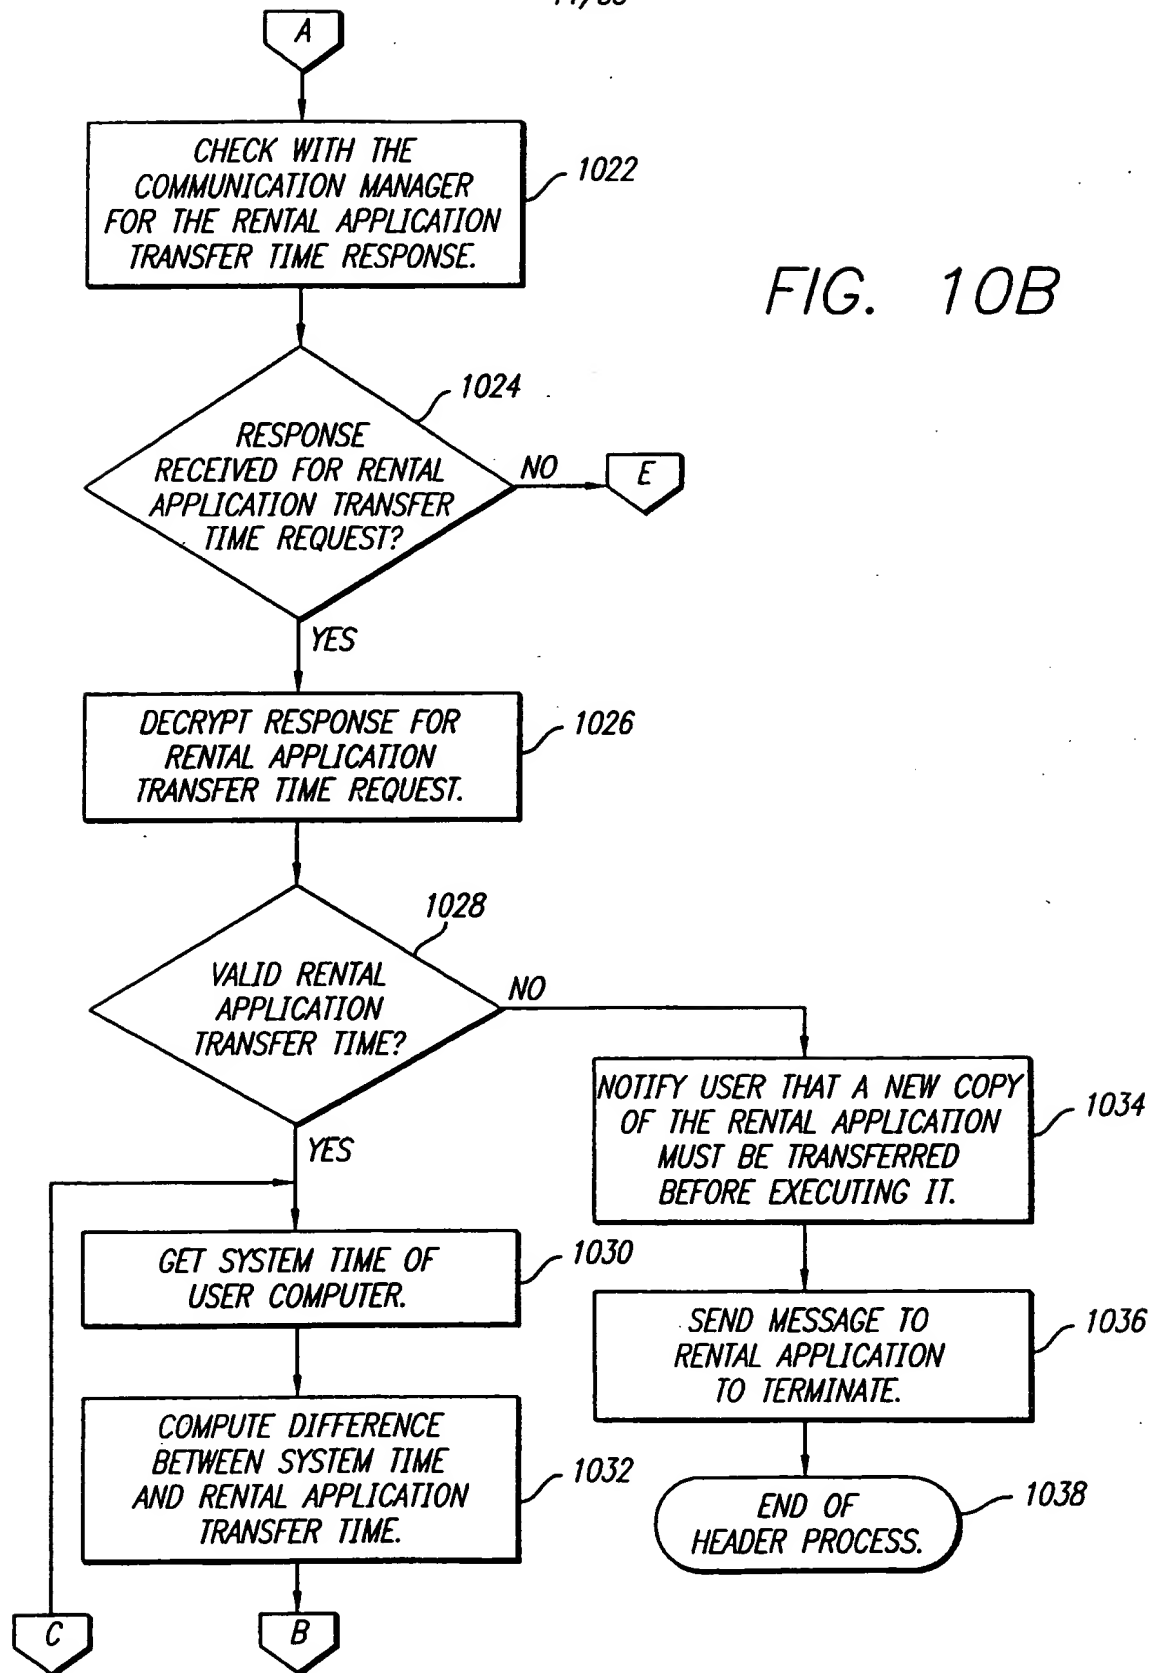 A
CHECK WITH THE
COMMUNICATION MANAGER
FOR THE RENTAL APPLICATION
TRANSFER TIME RESPONSE.
1022
FIG. 10B
1024
RESPONSE
RECEIVED FOR RENTAL
APPLICATION TRANSFER
TIME REQUEST?
NO
E
YES
DECRYPT RESPONSE FOR
RENTAL APPLICATION
TRANSFER TIME REQUEST.
1026
1028
VALID RENTAL
APPLICATION
TRANSFER TIME?
NO
YES
NOTIFY USER THAT A NEW COPY
OF THE RENTAL APPLICATION
MUST BE TRANSFERRED
BEFORE EXECUTING IT.
1034
GET SYSTEM TIME OF
USER COMPUTER.
1030
SEND MESSAGE TO
RENTAL APPLICATION
TO TERMINATE.
1036
COMPUTE DIFFERENCE
BETWEEN SYSTEM TIME
AND RENTAL APPLICATION
TRANSFER TIME.
1032
END OF
HEADER PROCESS.
1038
C
B